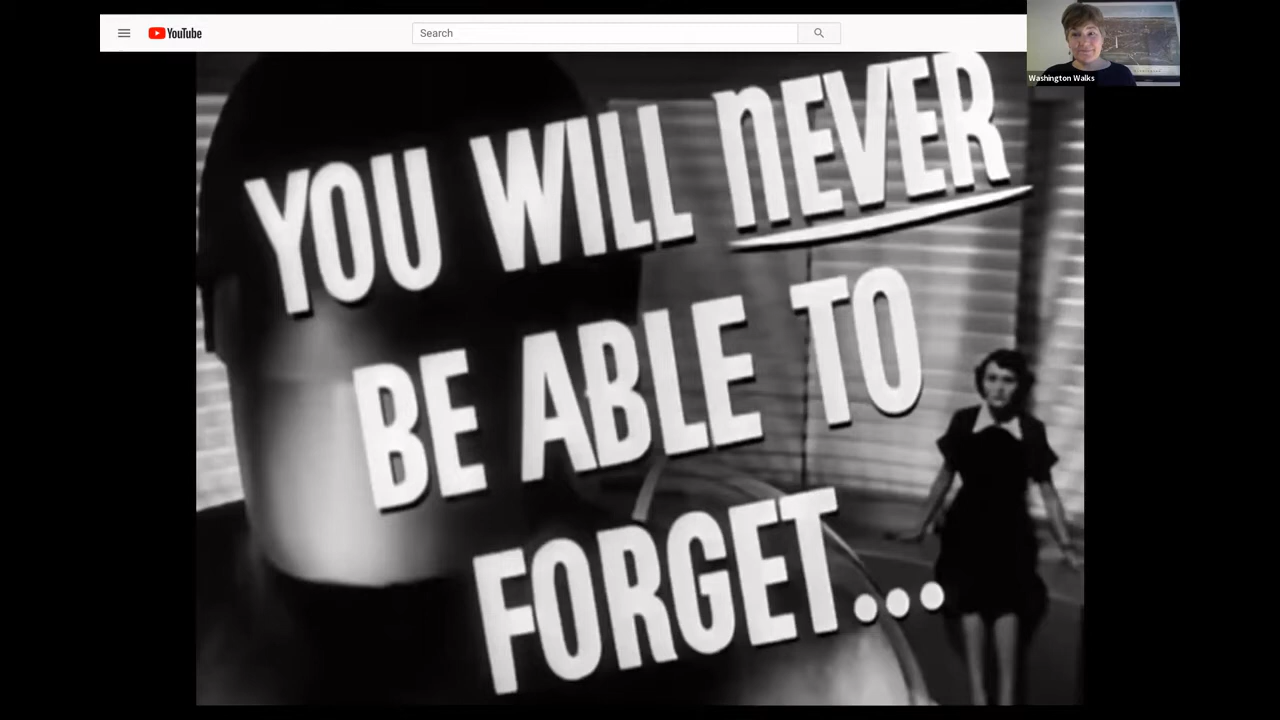 YouTube
Search
Washington Walks
YOU WILL nEVER
BE ABLE TO
FORGET...